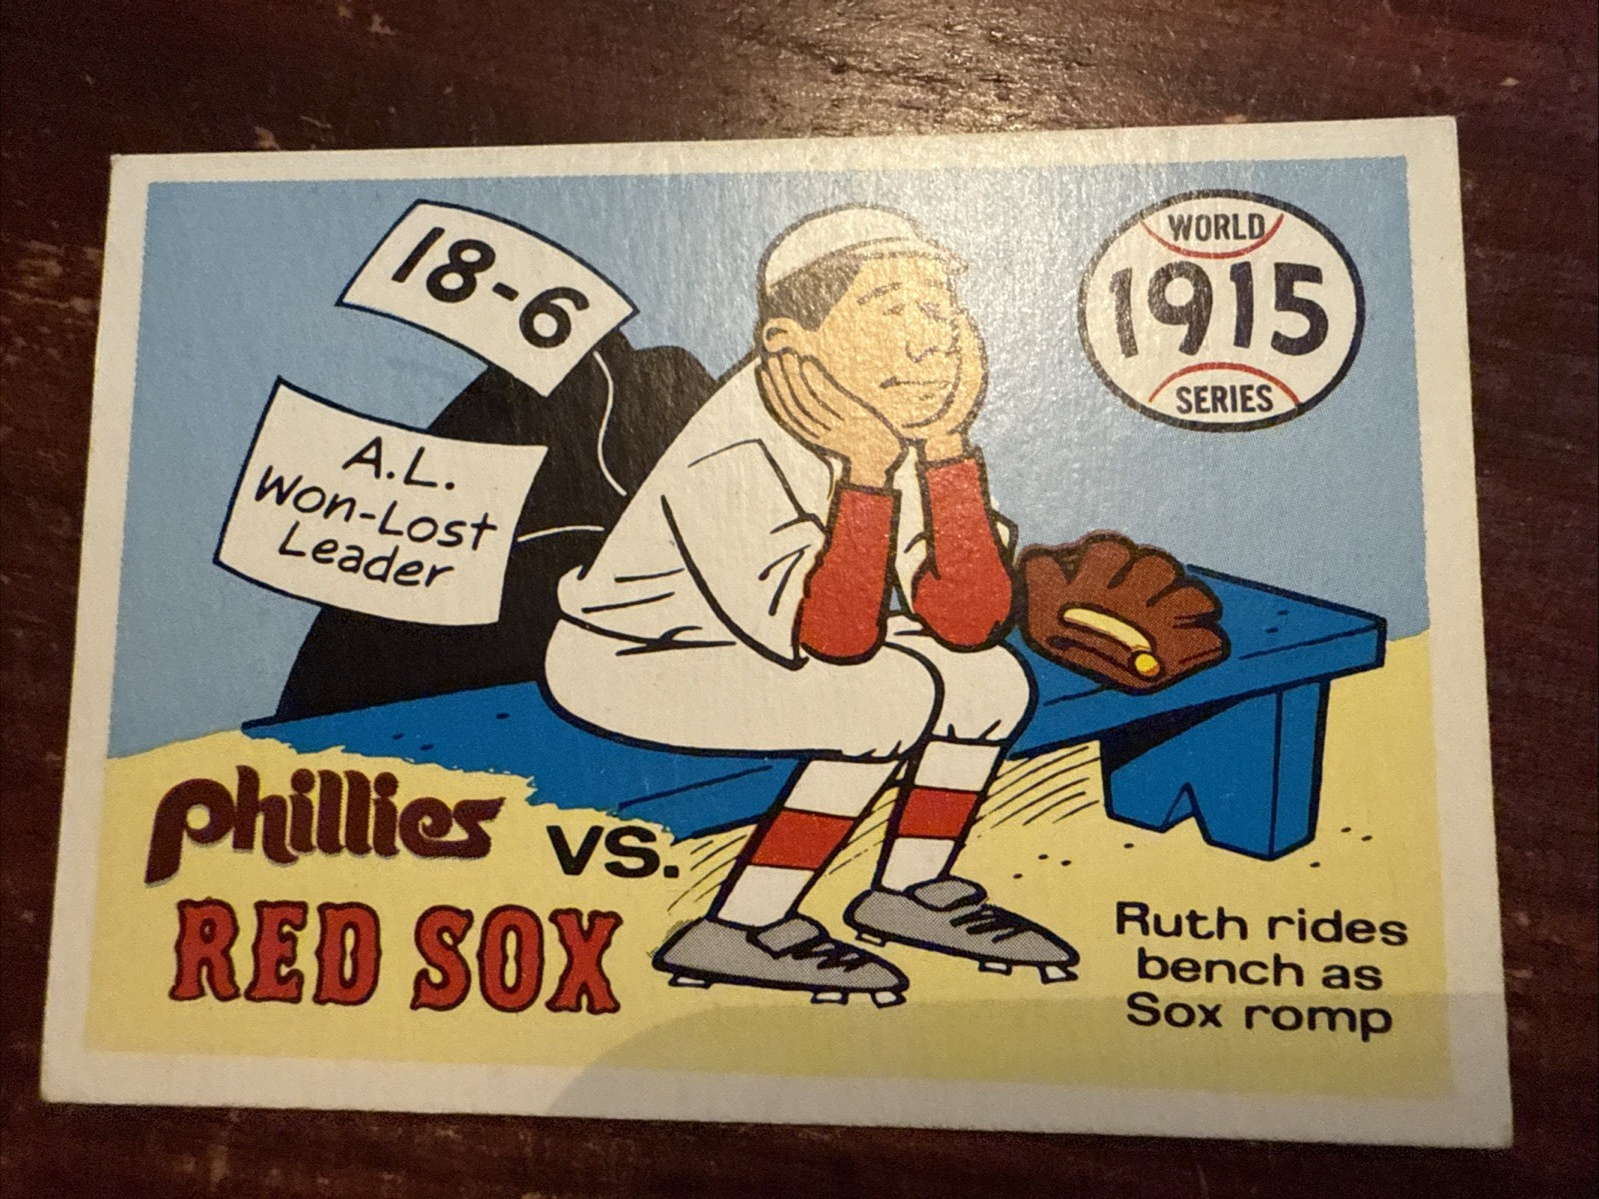 18-6
WORLD
1915
SERIES
A.L.
Won-Lost
Leader
Phillies vs.
RED SOX
Ruth rides
bench as
Sox romp